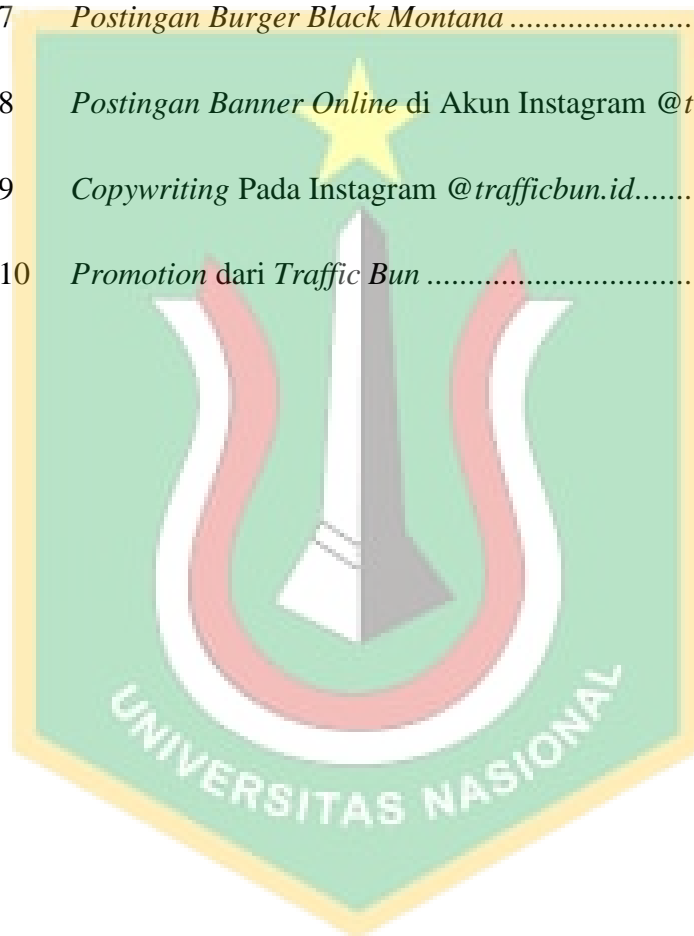 7 Postingan Burger Black Montana .......................
8 Postingan Banner Online di Akun Instagram @t
9 Copywriting Pada Instagram @trafficbun.id.......
10 Promotion dari Traffic Bun .................................
UNIVERSITAS NASIONAL